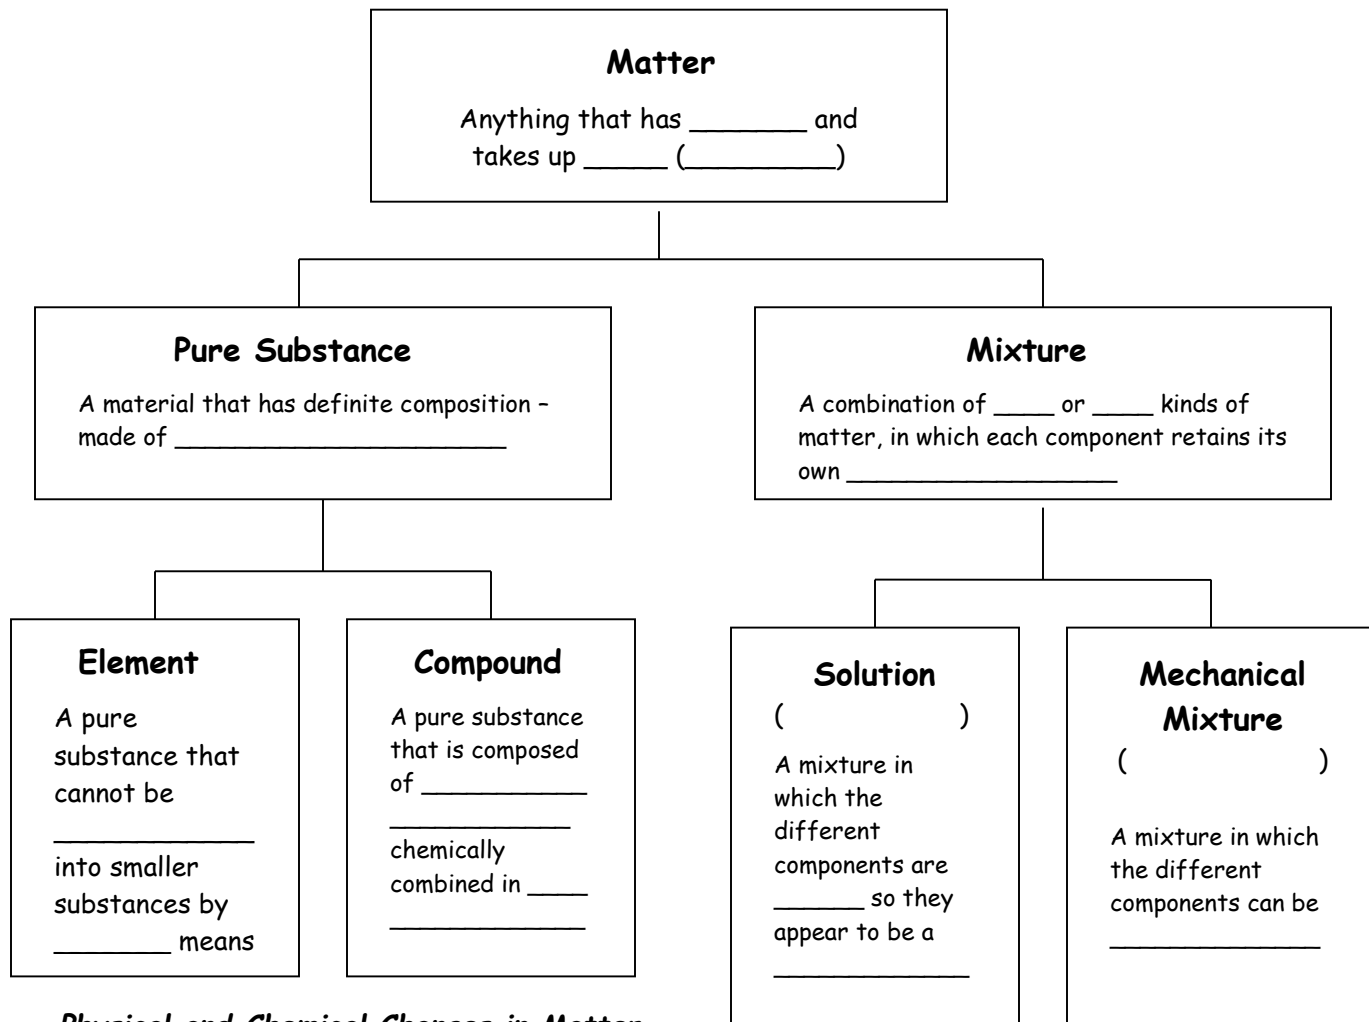 Matter
Anything that has _______ and
takes up _____ (_________)
Pure Substance
A material that has definite composition –
made of ______________________
Mixture
A combination of ____ or ____ kinds of
matter, in which each component retains its
own __________________
Element
A pure
substance that
cannot be
____________
into smaller
substances by
_______ means
Compound
A pure substance
that is composed
of ___________
____________
chemically
combined in ____
_____________
Solution
( )
A mixture in
which the
different
components are
______ so they
appear to be a
_____________
Mechanical
Mixture
( )
A mixture in which
the different
components can be
______________
Physical and Chemical Changes in Matter